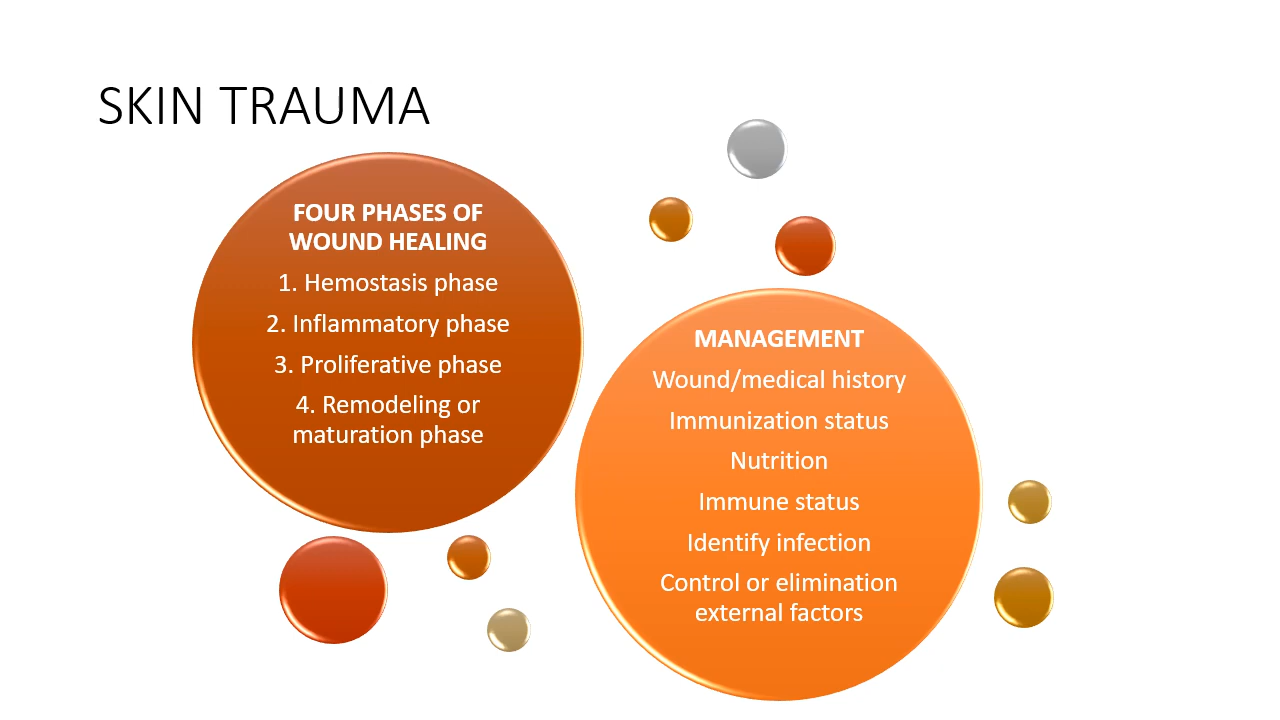 SKIN TRAUMA
FOUR PHASES OF
WOUND HEALING
1. Hemostasis phase
2. Inflammatory phase
3. Proliferative phase
4. Remodeling or
maturation phase
MANAGEMENT
Wound/medical history
Immunization status
Nutrition
Immune status
Identify infection
Control or elimination
external factors